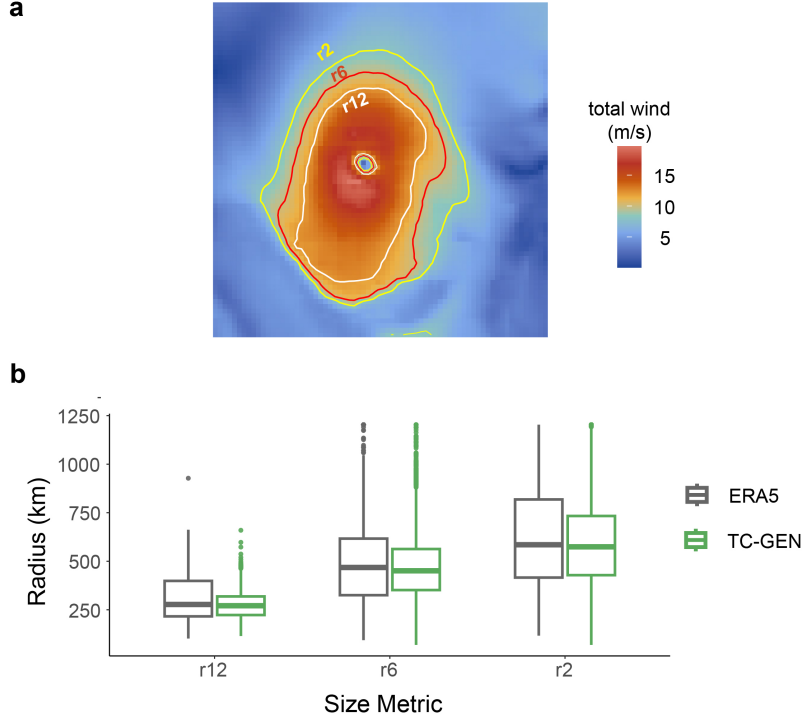 a
r2
r6
r12
total wind
(m/s)
15
10
5
b
1250
1000
750
500
250
Radius (km)
r12
r6
r2
Size Metric
ERA5
TC-GEN